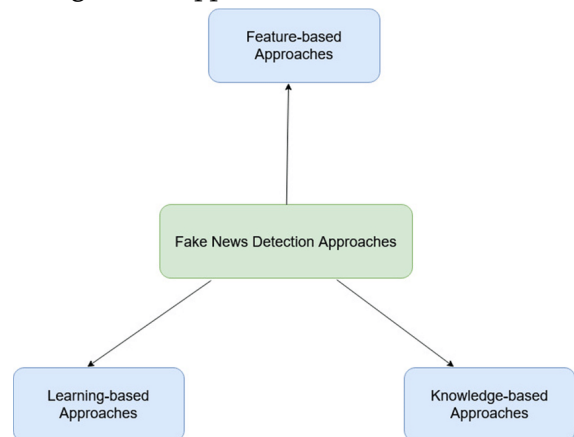 Feature-based
Approaches
Fake News Detection Approaches
Learning-based
Approaches
Knowledge-based
Approaches